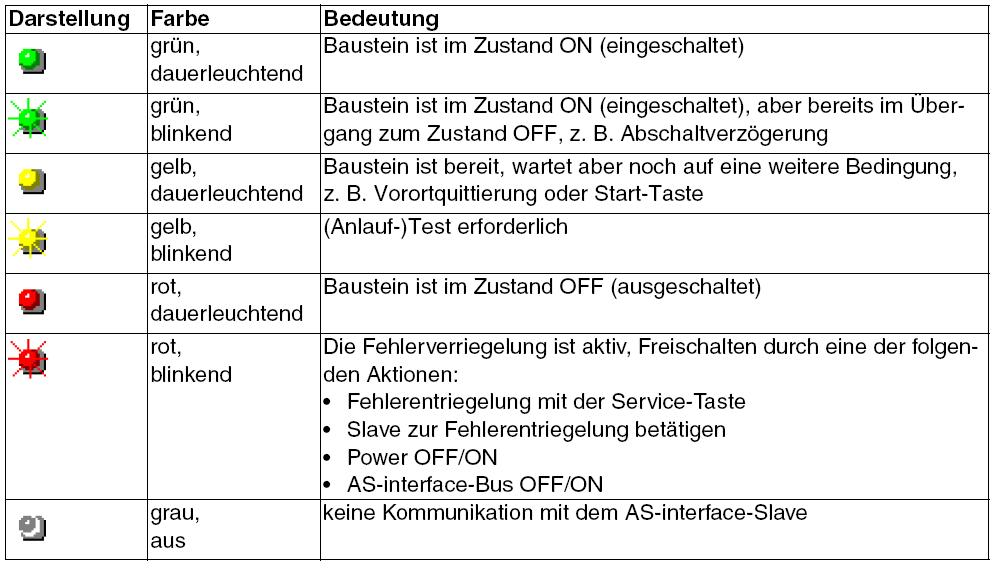 Darstellung Farbe Bedeutung
grün, Baustein ist im Zustand ON (eingeschaltet)
dauerleuchtend
grün, Baustein ist im Zustand ON (eingeschaltet), aber bereits im Über-
blinkend gang zum Zustand OFF, z. B. Abschaltverzögerung
gelb, Baustein ist bereit, wartet aber noch auf eine weitere Bedingung,
dauerleuchtend z. B. Vorortquittierung oder Start-Taste
gelb, (Anlauf-)Test erforderlich
blinkend
rot, Baustein ist im Zustand OFF (ausgeschaltet)
dauerleuchtend
rot, Die Fehlerverriegelung ist aktiv, Freischalten durch eine der folgen-
blinkend den Aktionen:
• Fehlerentriegelung mit der Service-Taste
• Slave zur Fehlerentriegelung betätigen
• Power OFF/ON
• AS-interface-Bus OFF/ON
grau, keine Kommunikation mit dem AS-interface-Slave
aus